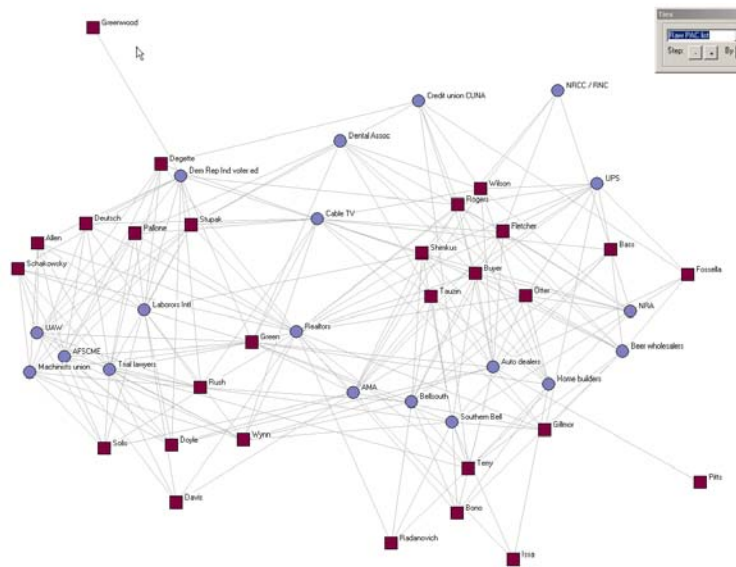 Greenwood
Raw PAC list
Step:
-
+
By
NRCC / RNC
Credit union CUNA
Dental Assoc
Degette
Dem Rep Ind voter ed
UPS
Wilson
Rogers
Deutsch
Stupak
Cable TV
Pallone
Fletcher
Allen
Bass
Shimkus
Schakowsky
Buyer
Fossella
Tauzin
Otter
Laborors Intl
NRA
UAW
Realtors
Green
Beer wholesalers
AFSCME
Machinists union
Trial lawyers
Auto dealers
Rush
AMA
Home builders
Bellsouth
Southern Bell
Gillmor
Wynn
Solis
Doyle
Terry
Pitts
Davis
Bono
Radanovich
Issa